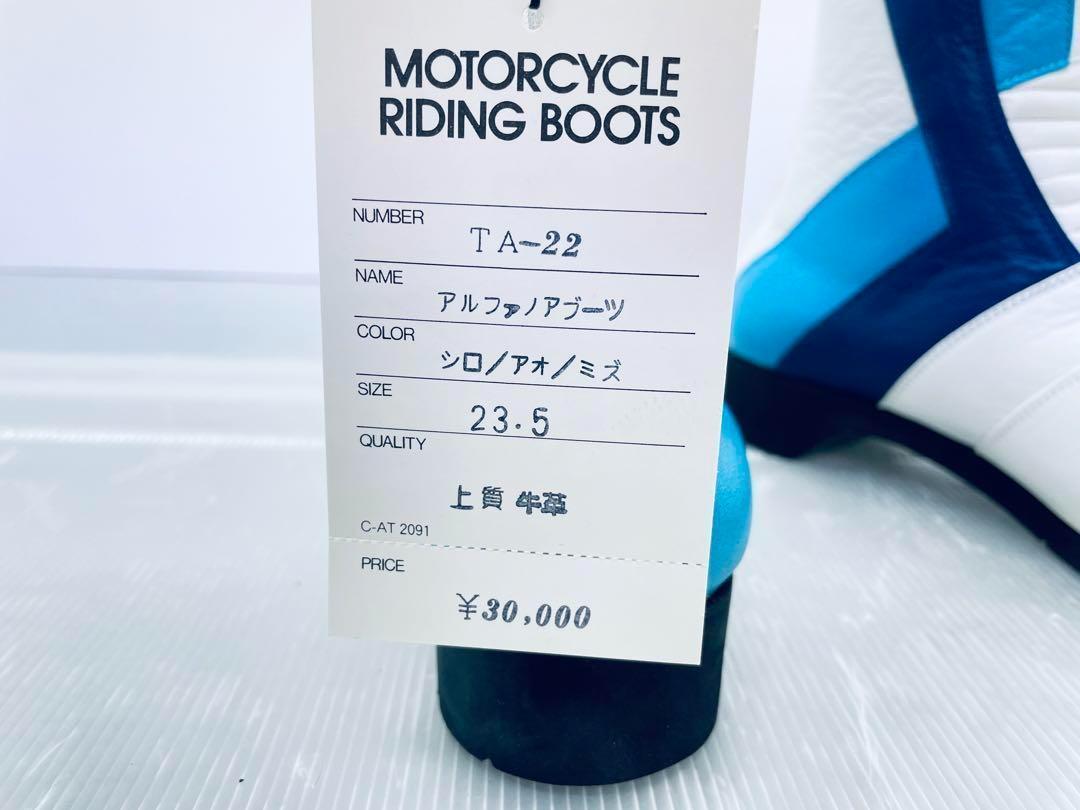 MOTORCYCLE
RIDING BOOTS
NUMBER
TA-22
NAME
アルファノアブーツ
COLOR
シロ/アオ/ミズ
SIZE
23.5
QUALITY
上質 牛革
C-AT 2091
PRICE
¥30,000